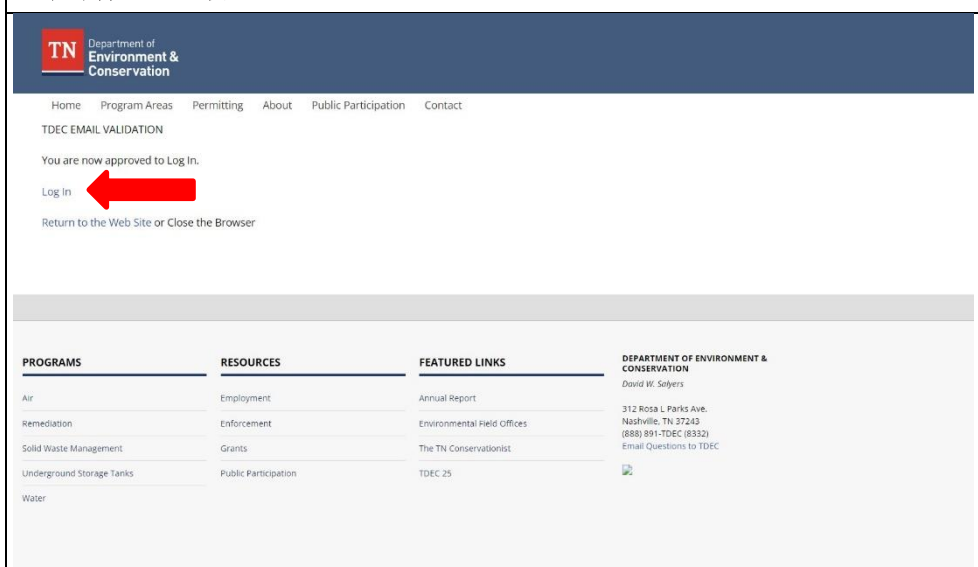 TN Department of
Environment &
Conservation
Home Program Areas Permitting About Public Participation Contact
TDEC EMAIL VALIDATION
You are now approved to Log In.
Log In
Return to the Web Site or Close the Browser
PROGRAMS
Air
Remediation
Solid Waste Management
Underground Storage Tanks
Water
RESOURCES
Employment
Enforcement
Grants
Public Participation
FEATURED LINKS
Annual Report
Environmental Field Offices
The TN Conservationist
TDEC 25
DEPARTMENT OF ENVIRONMENT &
CONSERVATION
David W. Salyers
312 Rosa L Parks Ave.
Nashville, TN 37243
(888) 891-TDEC (8332)
Email Questions to TDEC